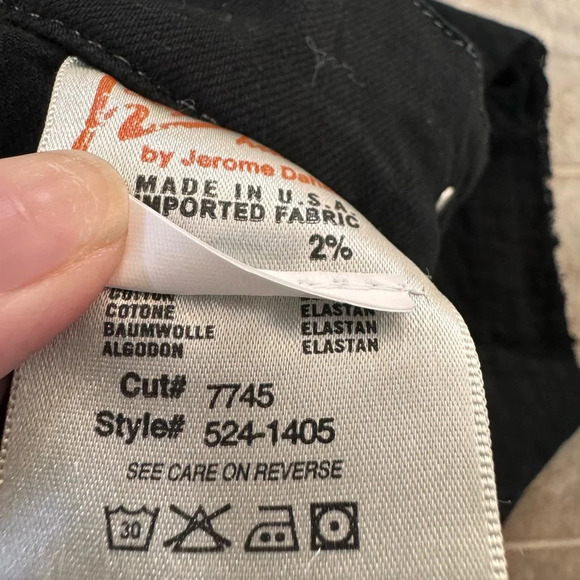 by Jerome
MADE IN U.S.A
IMPORTED FABRIC
2%
COTTON
COTONE ELASTAN
BAUMWOLLE ELASTAN
ALGODON ELASTAN
Cut# 7745
Style# 524-1405
SEE CARE ON REVERSE
30